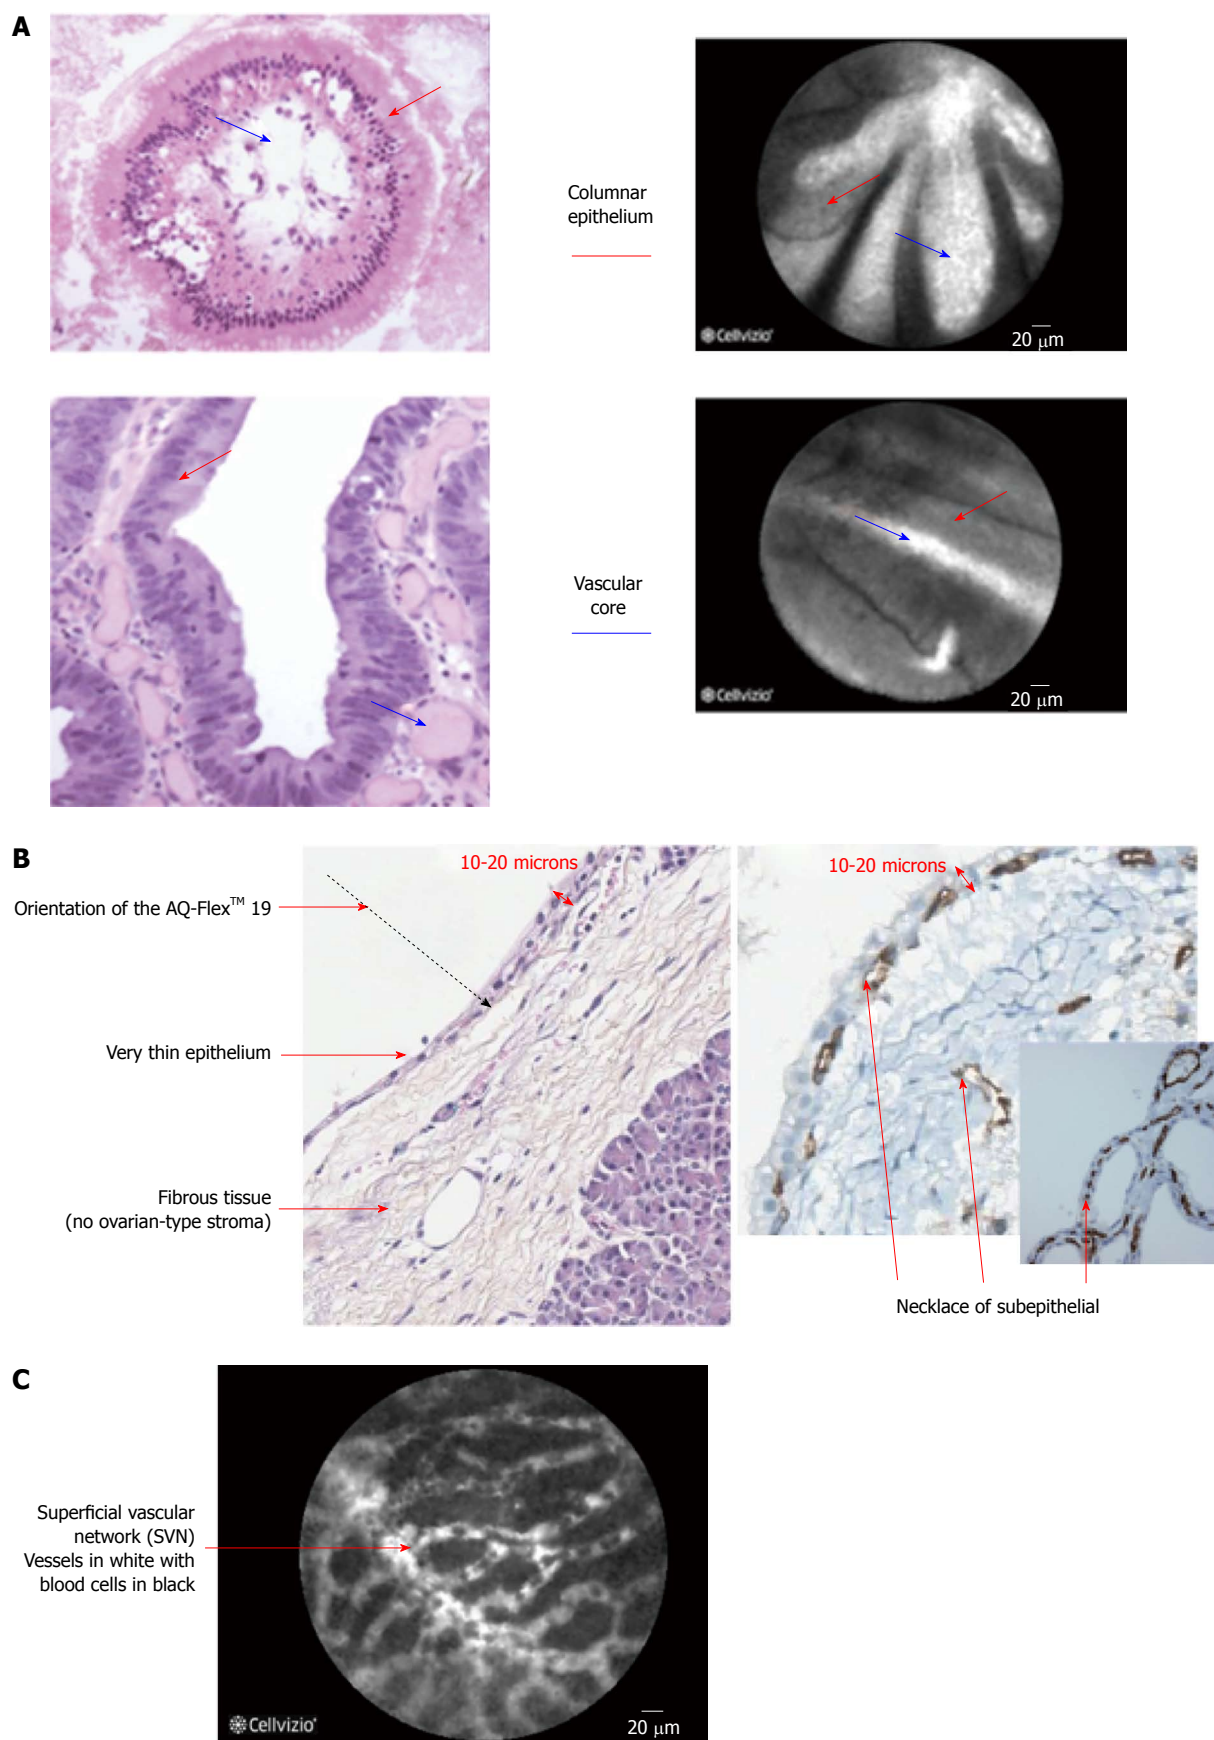 A
Columnar
epithelium
Cellvizio
20 μm
Vascular
core
Cellvizio
20 μm
B
10-20 microns
10-20 microns
Orientation of the AQ-Flex™ 19
Very thin epithelium
Fibrous tissue
(no ovarian-type stroma)
Necklace of subepithelial
C
Superficial vascular
network (SVN)
Vessels in white with
blood cells in black
Cellvizio
20 μm